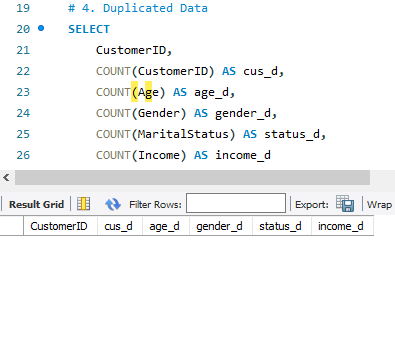 19 # 4. Duplicated Data
20 SELECT
21 CustomerID,
22 COUNT(CustomerID) AS cus_d,
23 COUNT(Age) AS age_d,
24 COUNT(Gender) AS gender_d,
25 COUNT(MaritalStatus) AS status_d,
26 COUNT(Income) AS income_d
Result Grid Filter Rows: Export: Wrap
CustomerID cus_d age_d gender_d status_d income_d